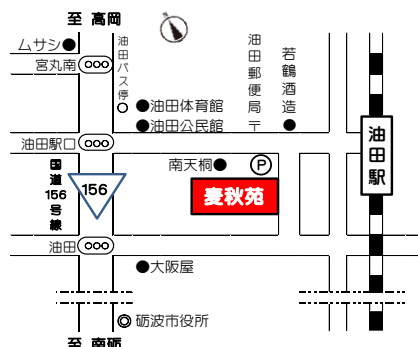 至 高岡
ムサシ●
宮丸南
油田バス停
●油田体育館
●油田公民館
油田郵便局〒
若鶴酒造●
油田駅口
油田駅
国道156号線
156
南天桐●
P
麦秋苑
油田
●大阪屋
◎砺波市役所
至 南砺